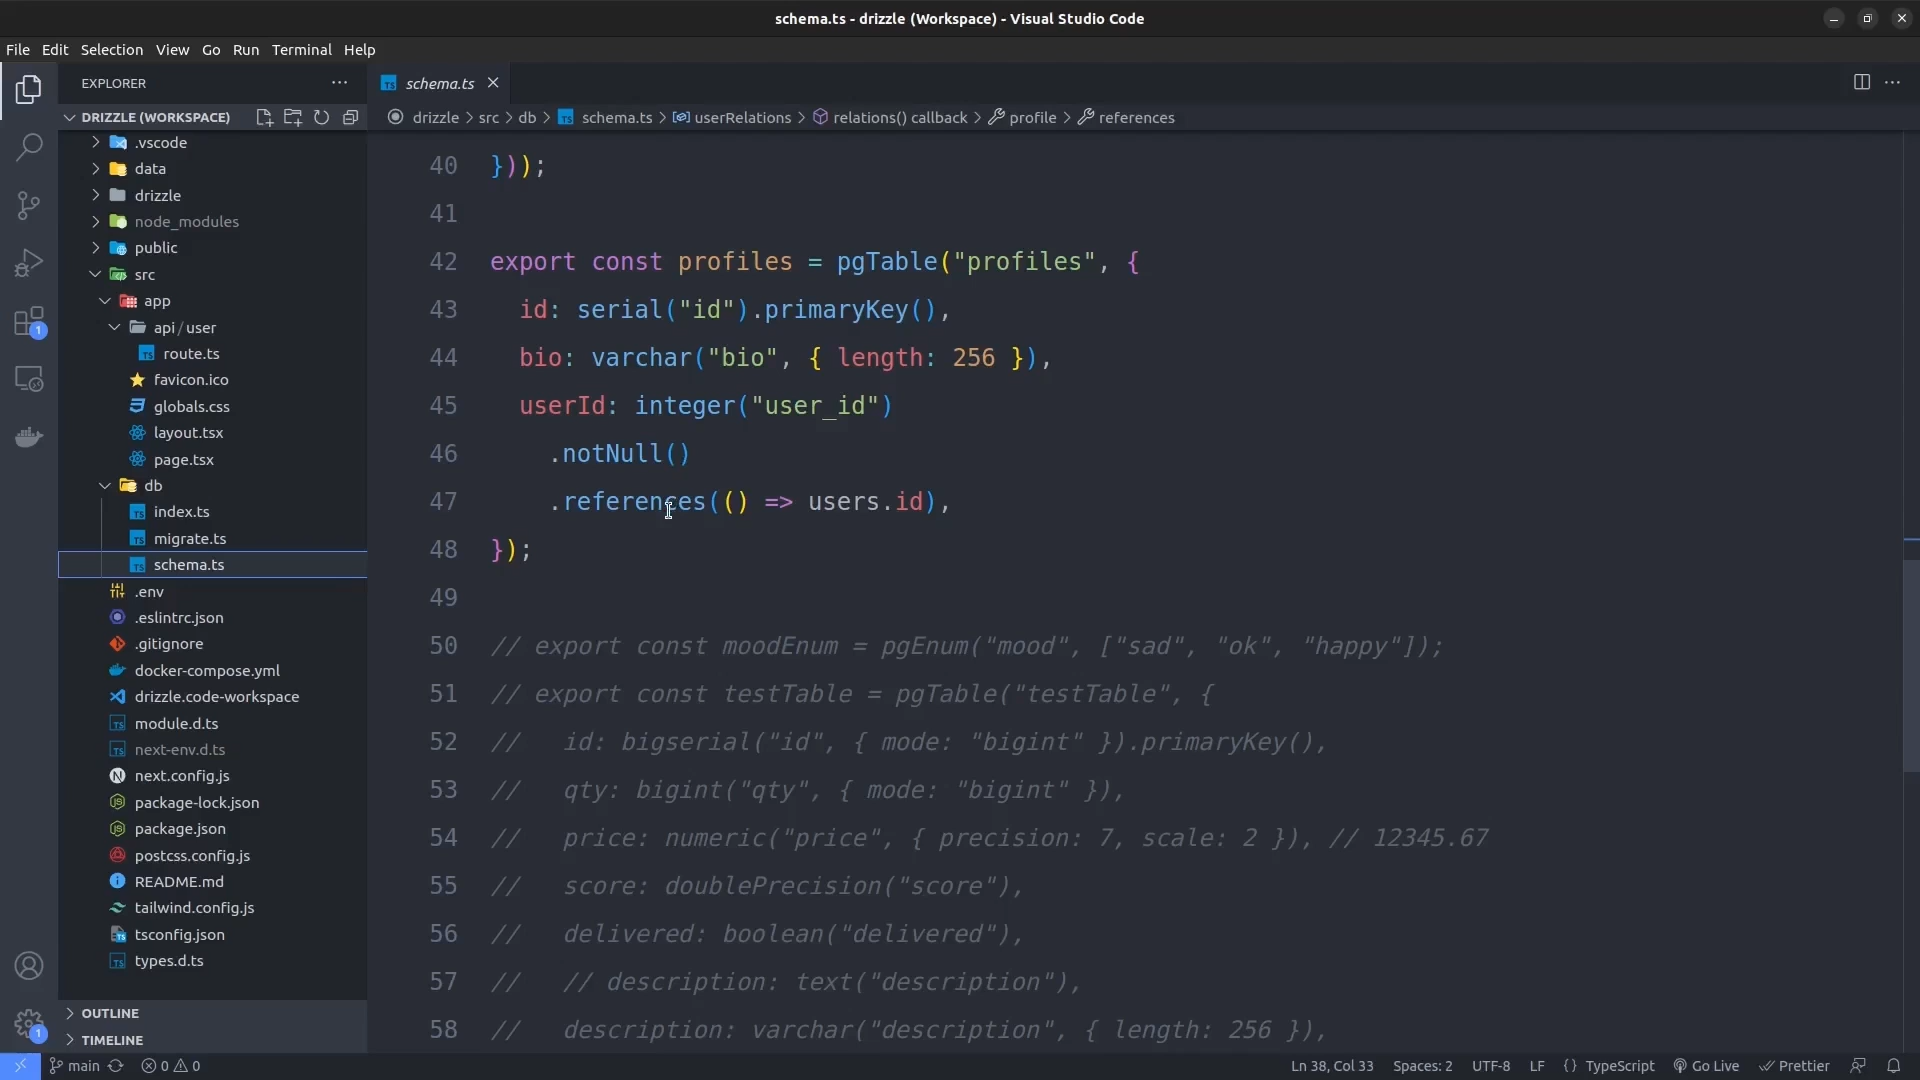 schema.ts - drizzle (Workspace) - Visual Studio Code
File Edit Selection View Go Run Terminal Help
EXPLORER
schema.ts
DRIZZLE (WORKSPACE)
drizzle > src > db > TS schema.ts > userRelations > relations() callback > profile > references
.vscode
data
drizzle
node_modules
public
src
app
api / user
TS route.ts
favicon.ico
globals.css
layout.tsx
page.tsx
db
TS index.ts
TS migrate.ts
TS schema.ts
.env
.eslintrc.json
.gitignore
docker-compose.yml
drizzle.code-workspace
TS module.d.ts
TS next-env.d.ts
next.config.js
package-lock.json
package.json
postcss.config.js
README.md
tailwind.config.js
tsconfig.json
TS types.d.ts
OUTLINE
TIMELINE
1
1
40 }));
41
42 export const profiles = pgTable("profiles", {
43 id: serial("id").primaryKey(),
44 bio: varchar("bio", { length: 256 }),
45 userId: integer("user_id")
46 .notNull()
47 .references(() => users.id),
48 });
49
50 // export const moodEnum = pgEnum("mood", ["sad", "ok", "happy"]);
51 // export const testTable = pgTable("testTable", {
52 // id: bigserial("id", { mode: "bigint" }).primaryKey(),
53 // qty: bigint("qty", { mode: "bigint" }),
54 // price: numeric("price", { precision: 7, scale: 2 }), // 12345.67
55 // score: doublePrecision("score"),
56 // delivered: boolean("delivered"),
57 // // description: text("description"),
58 // description: varchar("description", { length: 256 }),
main 0 0 Ln 38, Col 33 Spaces: 2 UTF-8 LF {} TypeScript Go Live Prettier